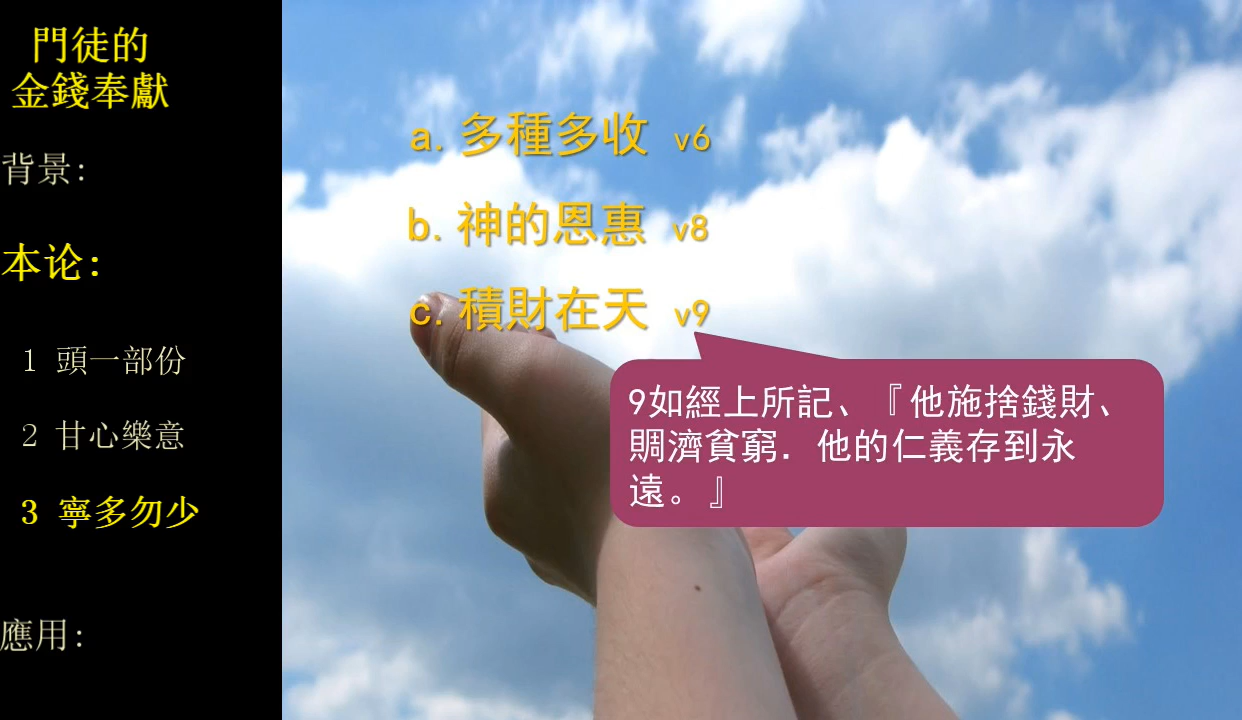 門徒的
金錢奉獻
背景:
本论:
1 頭一部份
2 甘心樂意
3 寧多勿少
應用:
a. 多種多收 v6
b. 神的恩惠 v8
c. 積財在天 v9
9如經上所記、『他施捨錢財、
賙濟貧窮．他的仁義存到永
遠。』